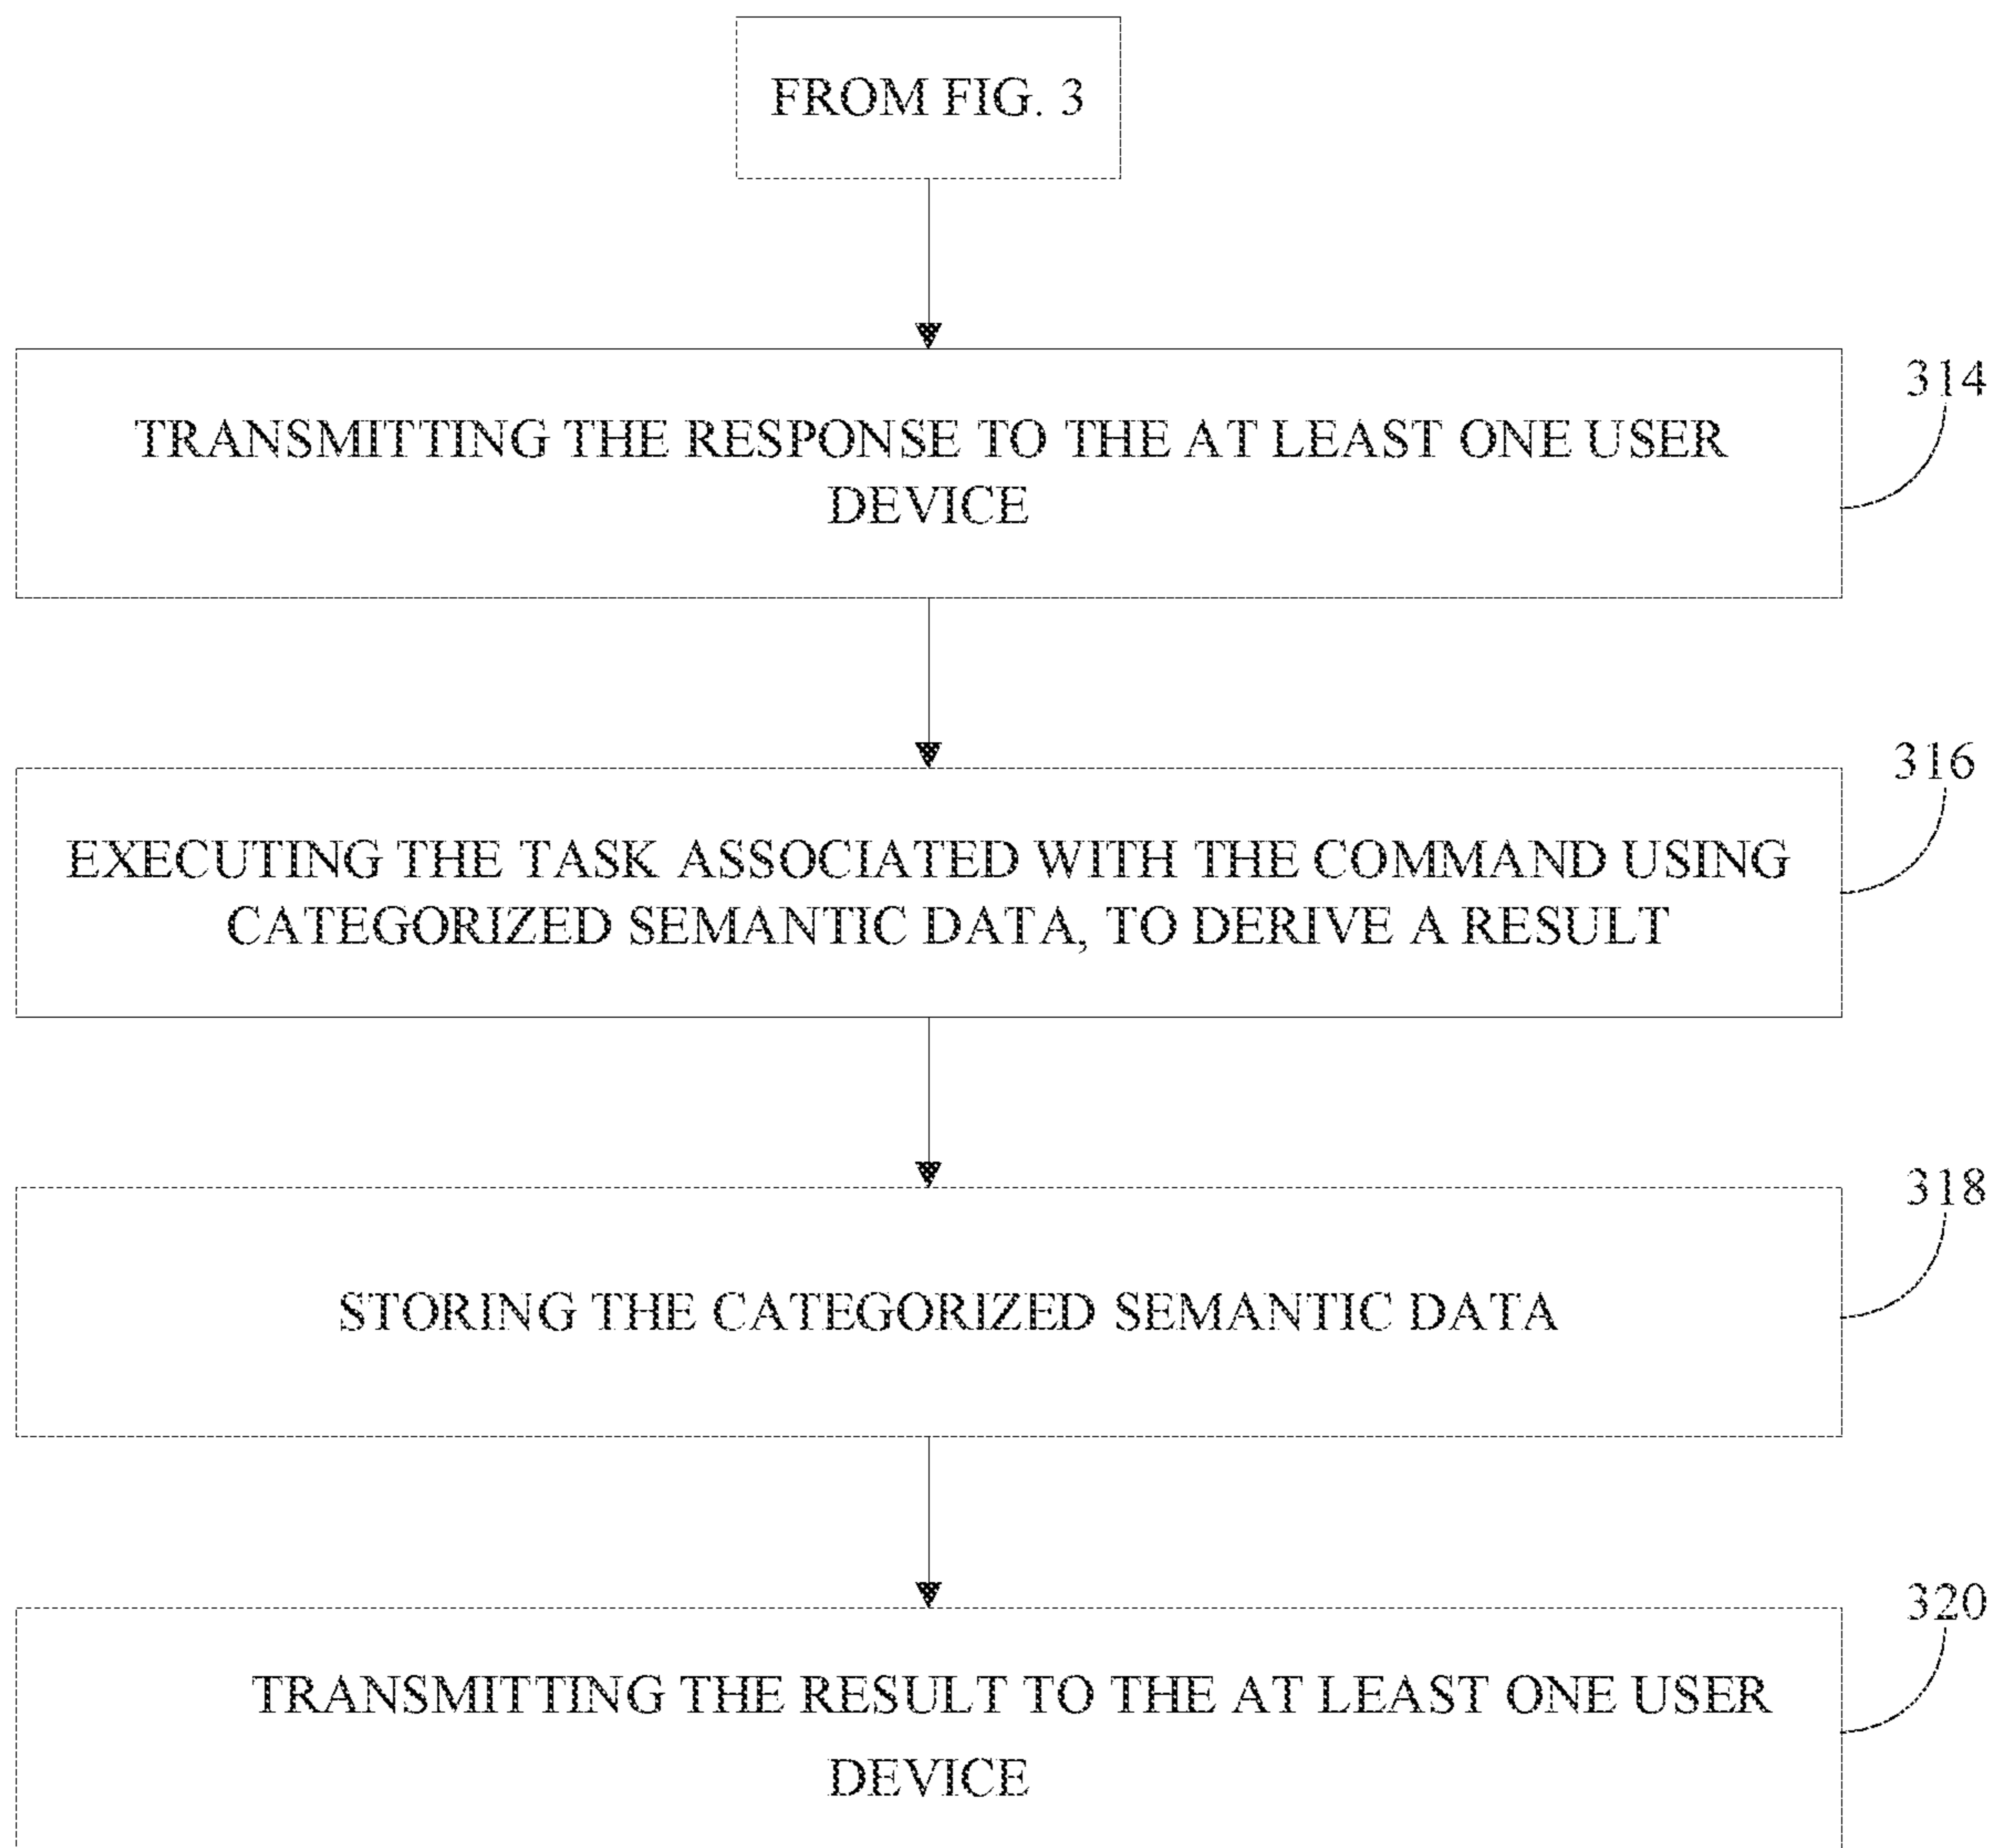 FROM FIG. 3
314
TRANSMITTING THE RESPONSE TO THE AT LEAST ONE USER
DEVICE
316
EXECUTING THE TASK ASSOCIATED WITH THE COMMAND USING
CATEGORIZED SEMANTIC DATA, TO DERIVE A RESULT
318
STORING THE CATEGORIZED SEMANTIC DATA
320
TRANSMITTING THE RESULT TO THE AT LEAST ONE USER
DEVICE